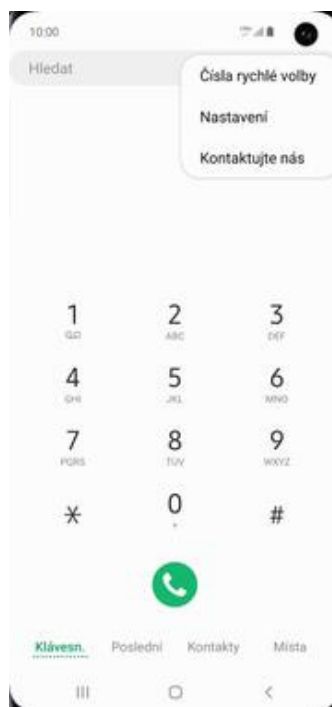 10:00
Hledat
Čísla rychlé volby
Nastavení
Kontaktujte nás
1 2 3
ABC DEF
4 5 6
GHI JKL MNO
7 8 9
PQRS TUV WXYZ
* 0 #
+
Klávesn. Poslední Kontakty Místa